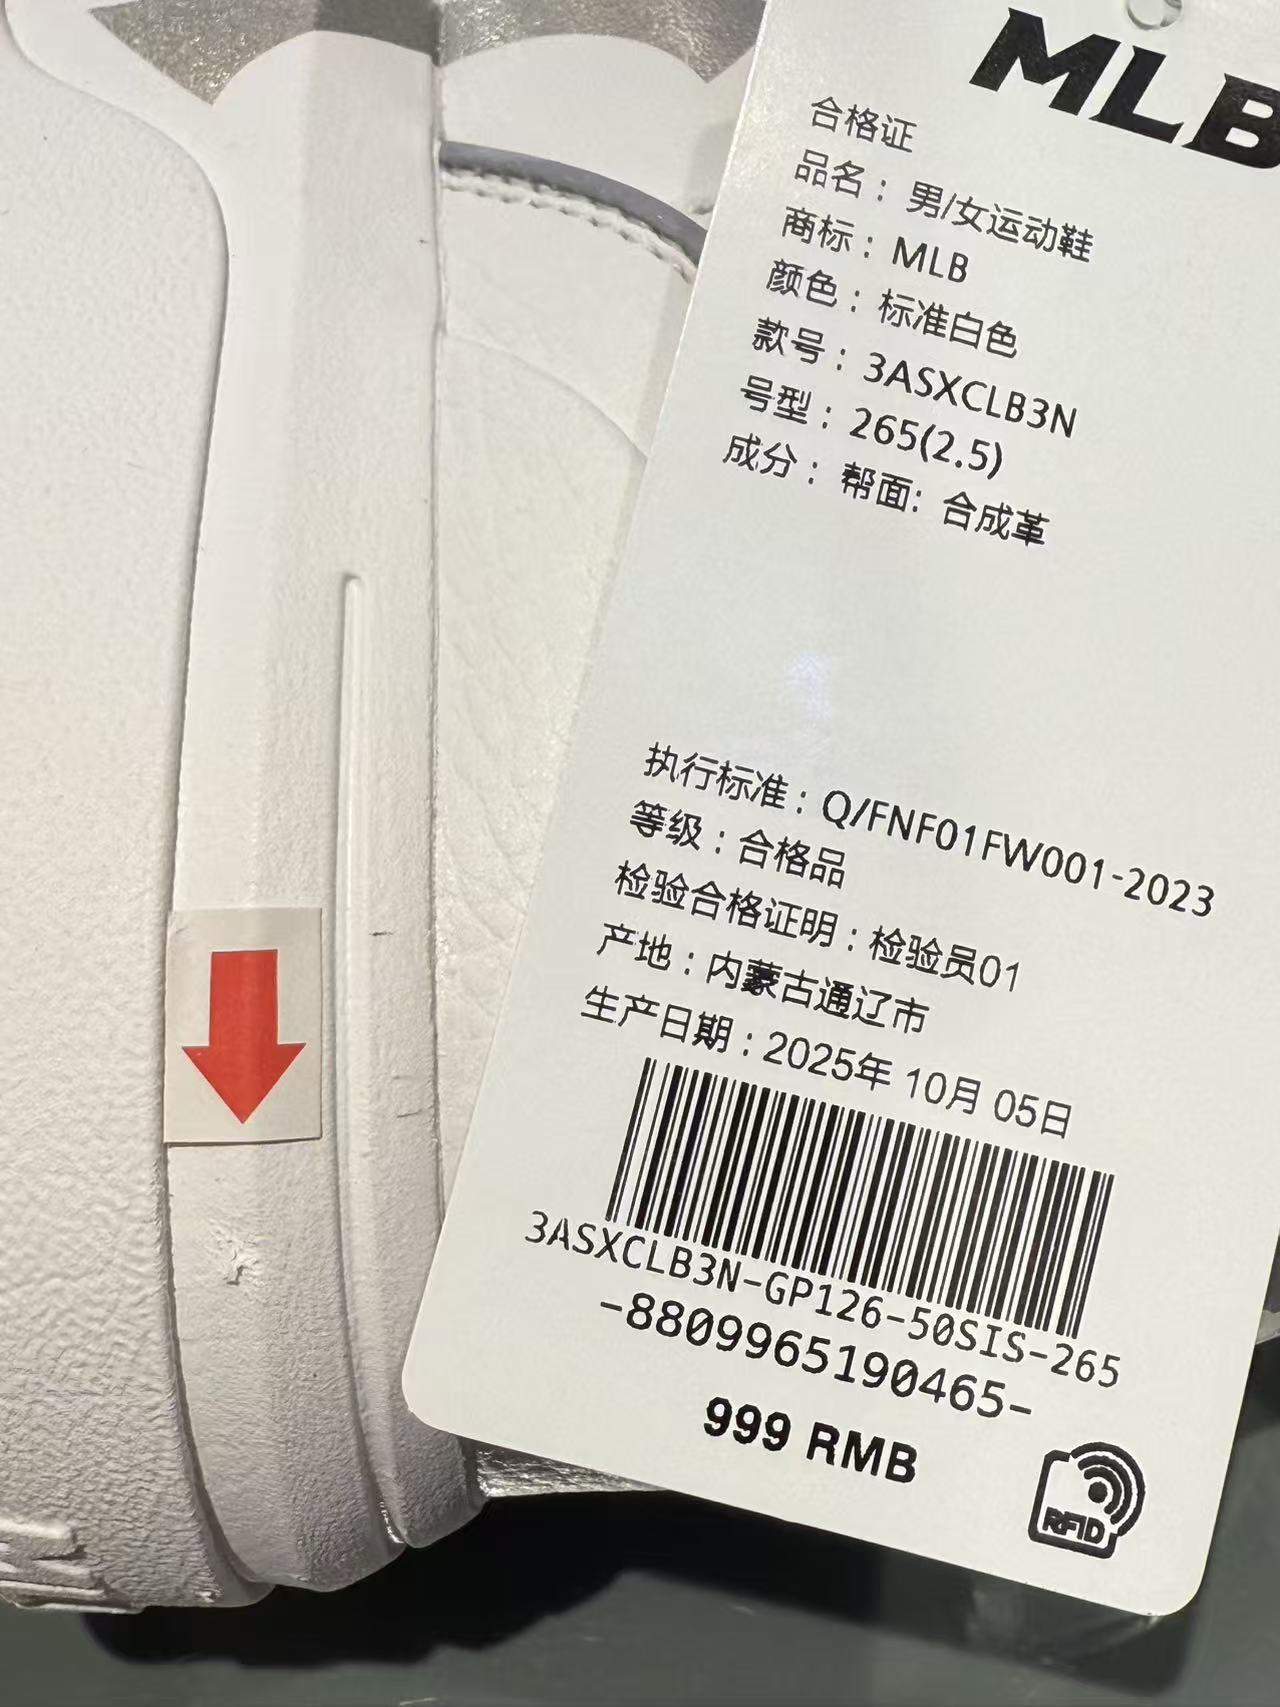 MLB
合格证
品名：男/女运动鞋
商标：MLB
颜色：标准白色
款号：3ASXCLB3N
号型：265(2.5)
成分：帮面: 合成革
执行标准：Q/FNF01FW001-2023
等级：合格品
检验合格证明：检验员01
产地：内蒙古通辽市
生产日期：2025年 10月 05日
3ASXCLB3N-GP126-50SIS-265
-8809965190465-
999 RMB
RFID